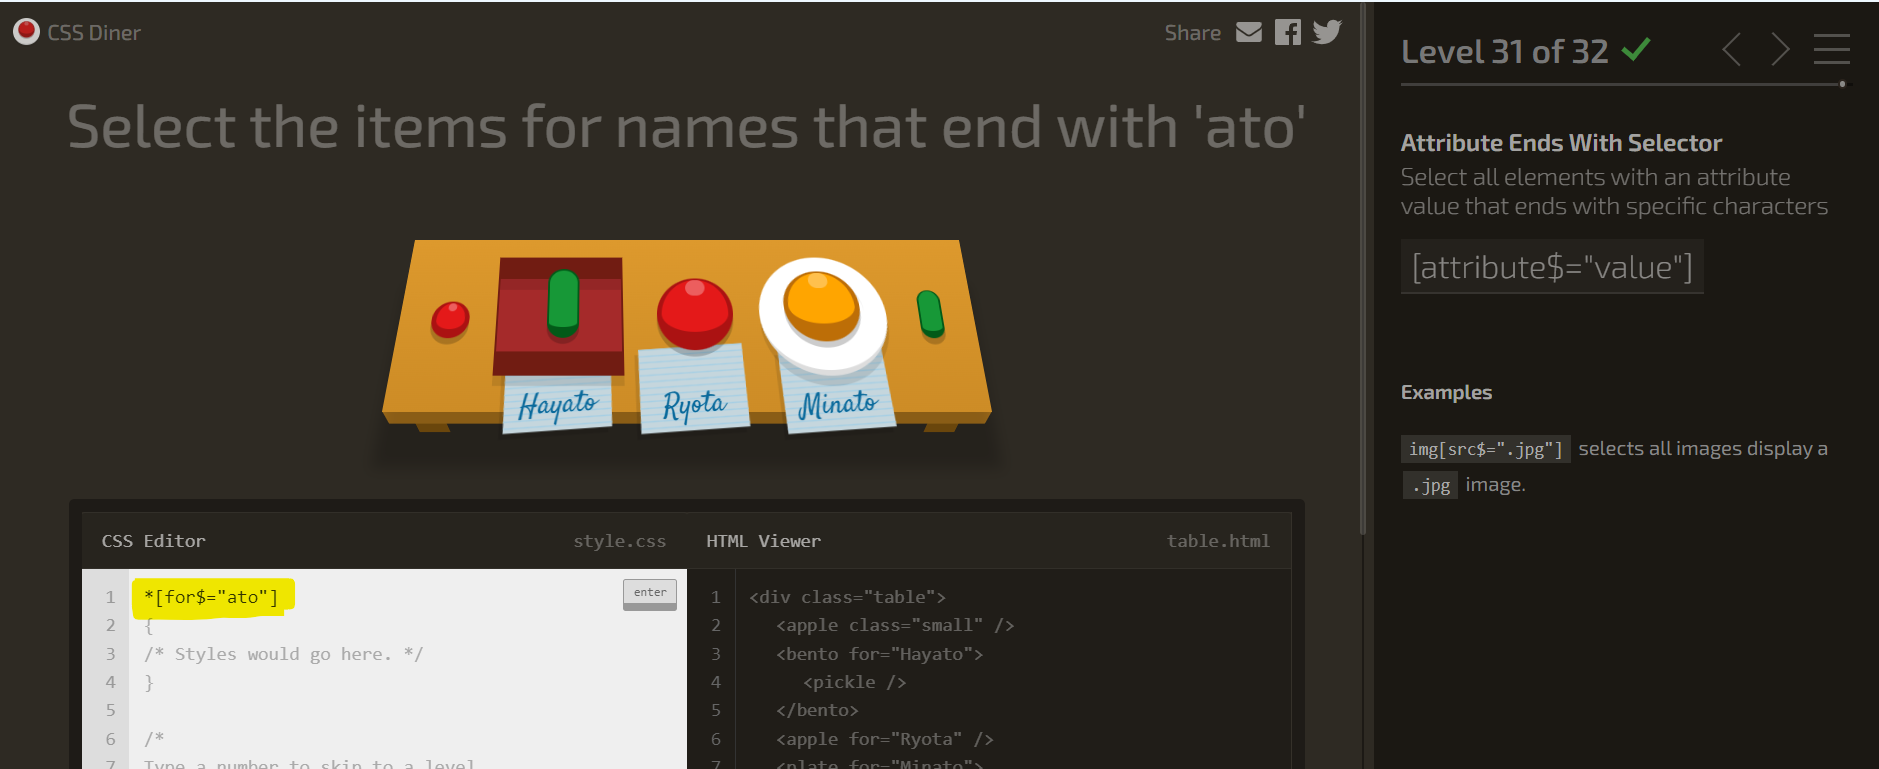 CSS Diner
Share
Select the items for names that end with 'ato'
Hayato
Ryota
Minato
CSS Editor style.css
1 *[for$="ato"]
enter
2 {
3 /* Styles would go here. */
4 }
5
6 /*
7 Type a number to skip to a level
HTML Viewer table.html
1 <div class="table">
2 <apple class="small" />
3 <bento for="Hayato">
4 <pickle />
5 </bento>
6 <apple for="Ryota" />
7 <plate for="Minato">
Level 31 of 32
Attribute Ends With Selector
Select all elements with an attribute
value that ends with specific characters
[attribute$="value"]
Examples
img[src$=".jpg"] selects all images display a
.jpg image.